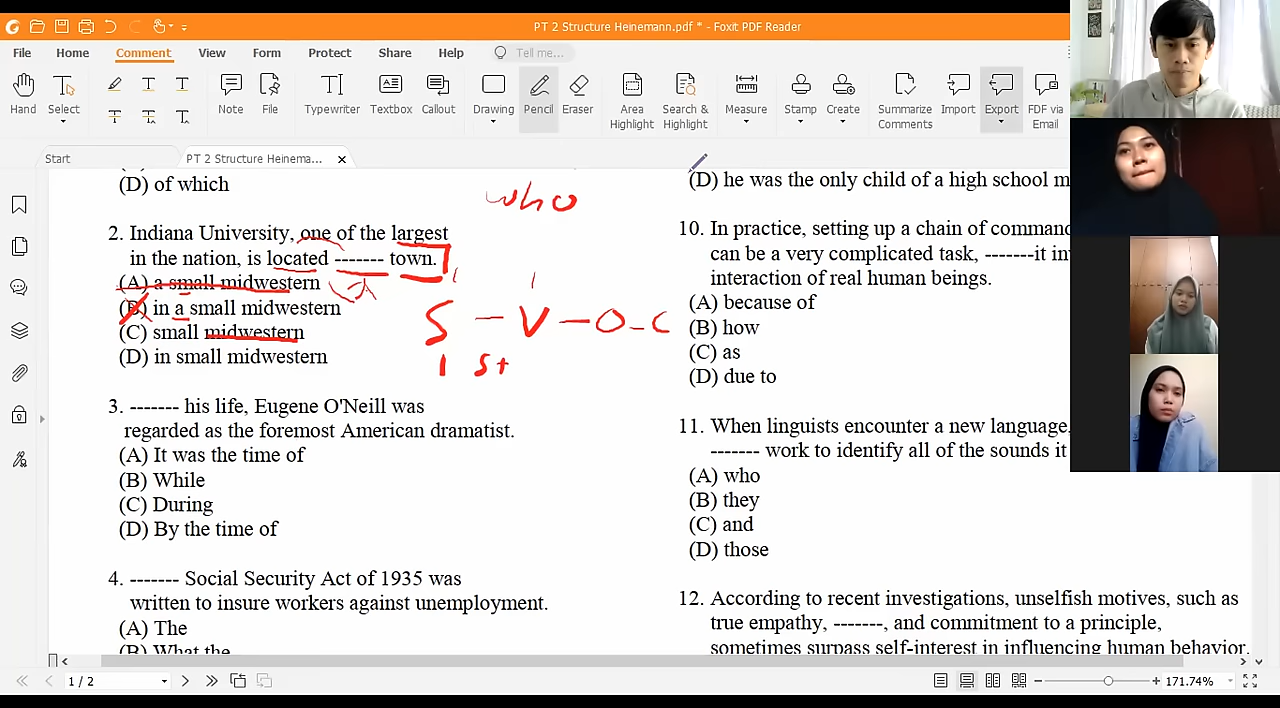 PT 2 Structure Heinemann.pdf * - Foxit PDF Reader
File Home Comment View Form Protect Share Help Tell me...
Hand Select Note File Typewriter Textbox Callout Drawing Pencil Eraser Area Highlight Search & Highlight Measure Stamp Create Summarize Comments Import Export FDF via Email
Start PT 2 Structure Heinema...
(D) of which
who
2. Indiana University, one of the largest
in the nation, is located ------- town.
(A) a small midwestern
(B) in a small midwestern
(C) small midwestern
(D) in small midwestern
S - V - O - C
1 St
3. ------- his life, Eugene O'Neill was
regarded as the foremost American dramatist.
(A) It was the time of
(B) While
(C) During
(D) By the time of
4. ------- Social Security Act of 1935 was
written to insure workers against unemployment.
(A) The
(B) What the
(D) he was the only child of a high school
10. In practice, setting up a chain of command
can be a very complicated task, -------it
interaction of real human beings.
(A) because of
(B) how
(C) as
(D) due to
11. When linguists encounter a new language,
------- work to identify all of the sounds it
(A) who
(B) they
(C) and
(D) those
12. According to recent investigations, unselfish motives, such as
true empathy, -------, and commitment to a principle,
sometimes surpass self-interest in influencing human behavior.
1 / 2
171.74%